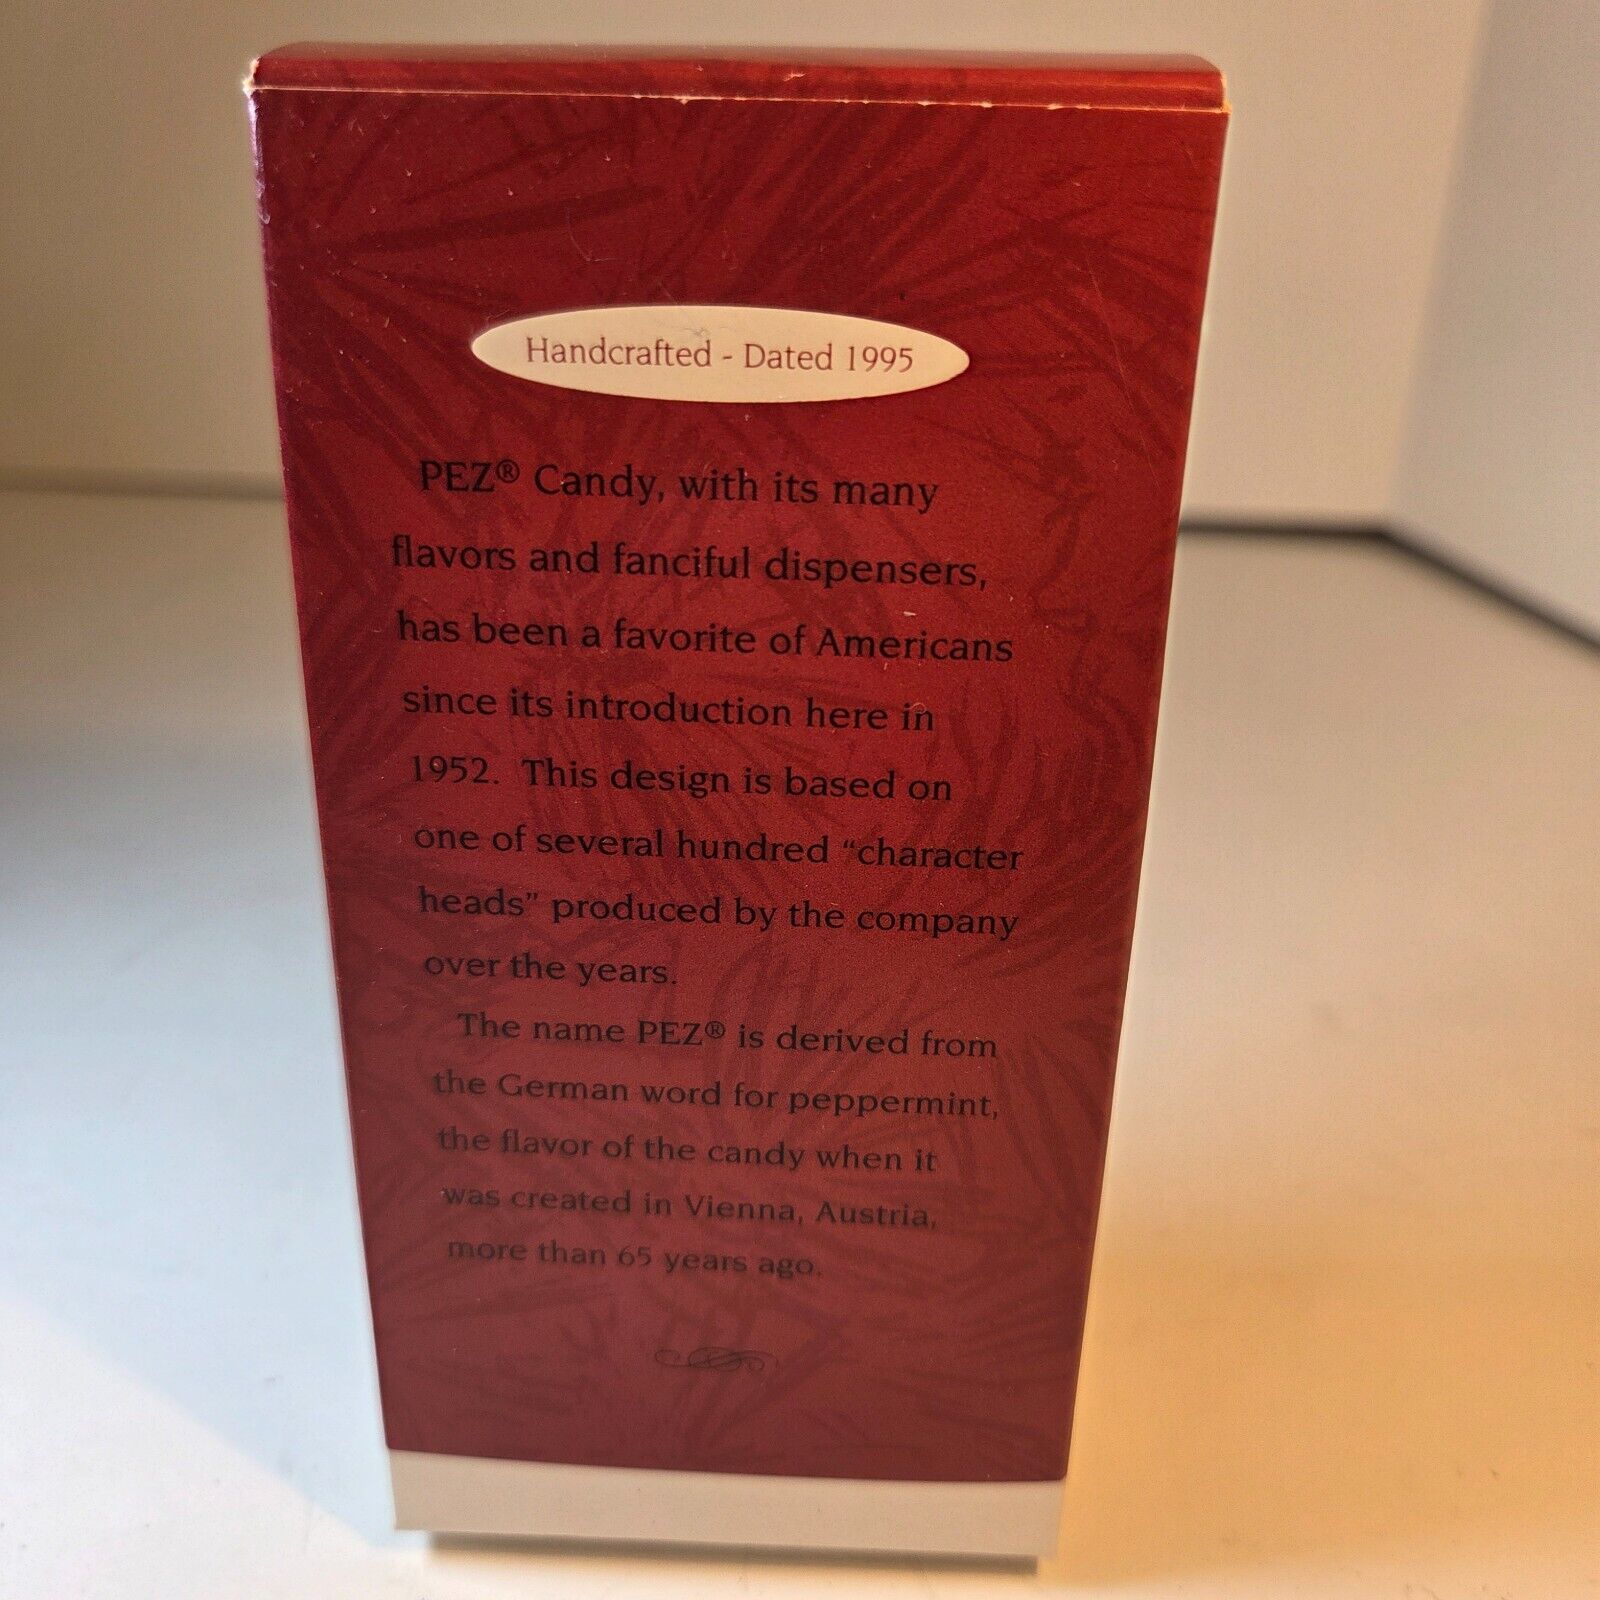 Handcrafted - Dated 1995
PEZ® Candy, with its many
flavors and fanciful dispensers,
has been a favorite of Americans
since its introduction here in
1952. This design is based on
one of several hundred “character
heads” produced by the company
over the years.
The name PEZ® is derived from
the German word for peppermint,
the flavor of the candy when it
was created in Vienna, Austria,
more than 65 years ago.